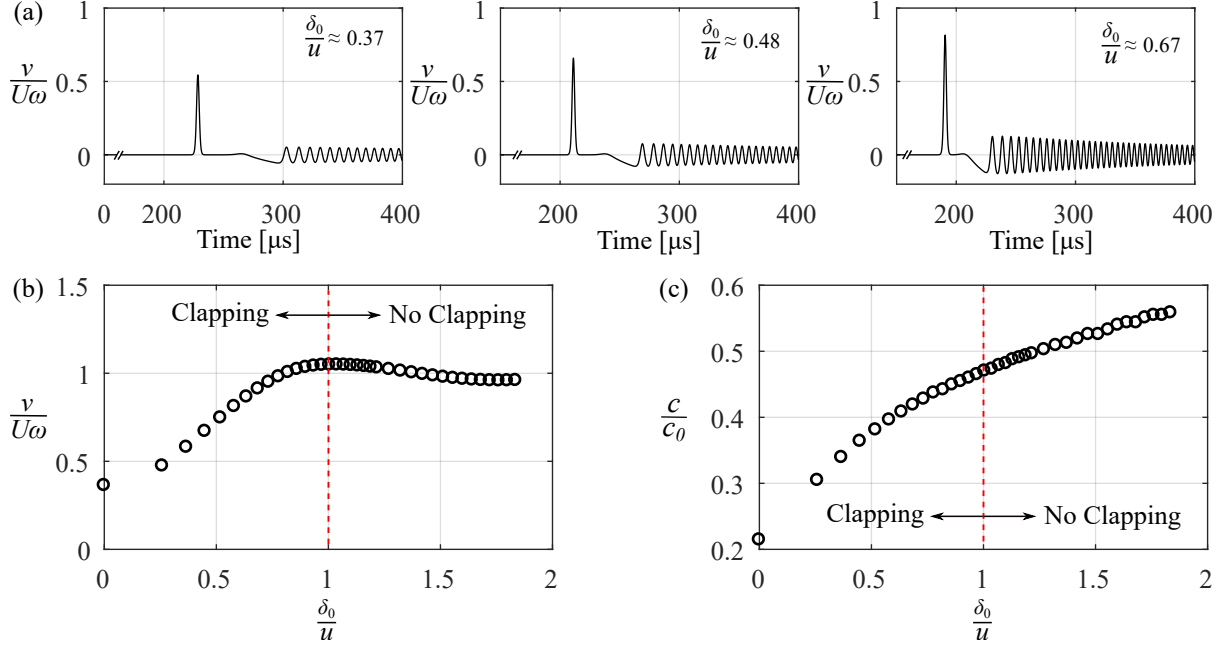 (a)
1
0.5
0
v
Uω
δ0
u
≈ 0.37
0
200
300
400
Time [μs]
1
0.5
0
v
Uω
δ0
u
≈ 0.48
200
300
400
Time [μs]
1
0.5
0
v
Uω
δ0
u
≈ 0.67
200
300
400
Time [μs]
(b)
1.5
1
0.5
0
v
Uω
Clapping
No Clapping
0
0.5
1
1.5
2
δ0
u
(c)
0.6
0.5
0.4
0.3
0.2
c
c0
Clapping
No Clapping
0
0.5
1
1.5
2
δ0
u